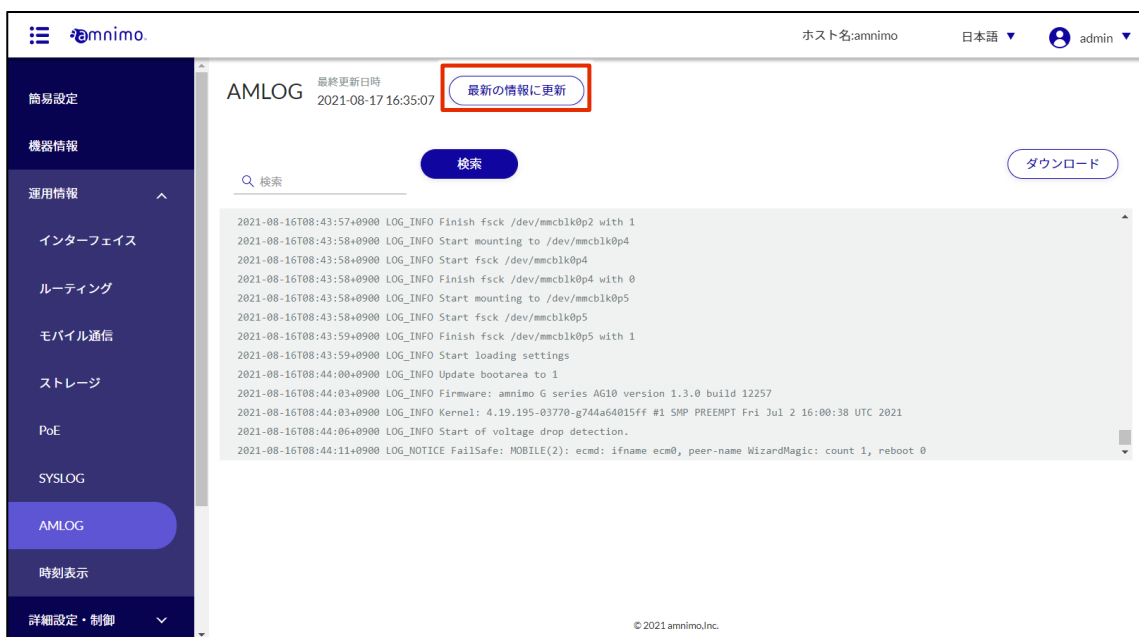 amnimo.
ホスト名:amnimo
日本語 ▼
admin ▼
簡易設定
機器情報
運用情報
インターフェイス
ルーティング
モバイル通信
ストレージ
PoE
SYSLOG
AMLOG
時刻表示
詳細設定・制御
AMLOG
最終更新日時
2021-08-17 16:35:07
最新の情報に更新
検索
検索
ダウンロード
2021-08-16T08:43:57+0900 LOG_INFO Finish fsck /dev/mmcblk0p2 with 1
2021-08-16T08:43:58+0900 LOG_INFO Start mounting to /dev/mmcblk0p4
2021-08-16T08:43:58+0900 LOG_INFO Start fsck /dev/mmcblk0p4
2021-08-16T08:43:58+0900 LOG_INFO Finish fsck /dev/mmcblk0p4 with 0
2021-08-16T08:43:58+0900 LOG_INFO Start mounting to /dev/mmcblk0p5
2021-08-16T08:43:58+0900 LOG_INFO Start fsck /dev/mmcblk0p5
2021-08-16T08:43:59+0900 LOG_INFO Finish fsck /dev/mmcblk0p5 with 1
2021-08-16T08:43:59+0900 LOG_INFO Start loading settings
2021-08-16T08:44:00+0900 LOG_INFO Update bootarea to 1
2021-08-16T08:44:03+0900 LOG_INFO Firmware: amnimo G series AG10 version 1.3.0 build 12257
2021-08-16T08:44:03+0900 LOG_INFO Kernel: 4.19.195-03770-g744a64015ff #1 SMP PREEMPT Fri Jul 2 16:00:38 UTC 2021
2021-08-16T08:44:06+0900 LOG_INFO Start of voltage drop detection.
2021-08-16T08:44:11+0900 LOG_NOTICE FailSafe: MOBILE(2): ecmd: ifname ecm0, peer-name WizardMagic: count 1, reboot 0
© 2021 amnimo,Inc.